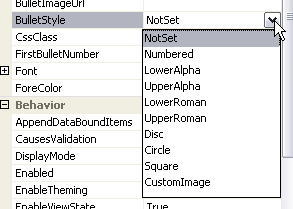 BulletImageUrl
BulletStyle NotSet
CssClass NotSet
FirstBulletNumber Numbered
Font LowerAlpha
ForeColor UpperAlpha
Behavior LowerRoman
AppendDataBoundItems UpperRoman
CausesValidation Disc
DisplayMode Circle
Enabled Square
EnableTheming CustomImage
EnableViewState True